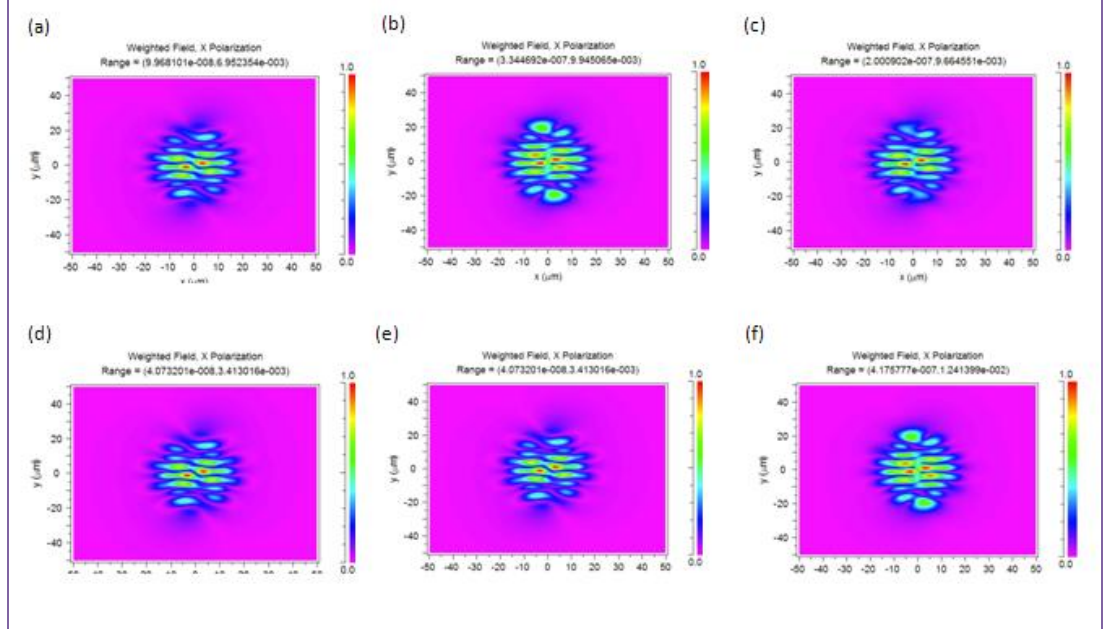 (a)
Weighted Field, X Polarization
Range = (9.968101e-008,6.952354e-003)
1.0
40
20
0
-20
-40
y (μm)
0.0
-50 -40 -30 -20 -10 0 10 20 30 40 50
(b)
Weighted Field, X Polarization
Range = (3.344692e-007,9.945065e-003)
1.0
40
20
0
-20
-40
y (μm)
0.0
-50 -40 -30 -20 -10 0 10 20 30 40 50
x (μm)
(c)
Weighted Field, X Polarization
Range = (2.000902e-007,9.664551e-003)
1.0
40
20
0
-20
-40
y (μm)
0.0
-50 -40 -30 -20 -10 0 10 20 30 40 50
x (μm)
(d)
Weighted Field, X Polarization
Range = (4.073201e-008,3.413016e-003)
1.0
40
20
0
-20
-40
y (μm)
0.0
(e)
Weighted Field, X Polarization
Range = (4.073201e-008,3.413016e-003)
1.0
40
20
0
-20
-40
y (μm)
0.0
-50 -40 -30 -20 -10 0 10 20 30 40 50
(f)
Weighted Field, X Polarization
Range = (4.175777e-007,1.241399e-002)
1.0
40
20
0
-20
-40
y (μm)
0.0
-50 -40 -30 -20 -10 0 10 20 30 40 50